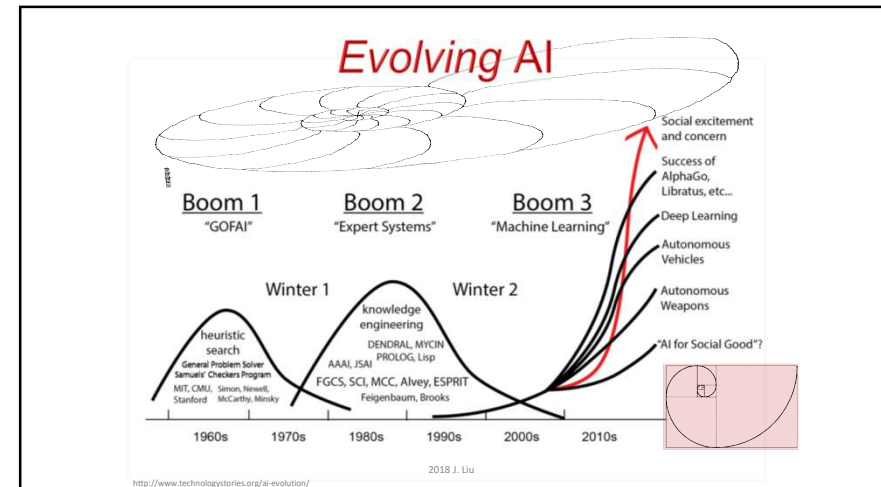 Evolving AI
Social excitement
and concern
Success of
AlphaGo,
Libratus, etc...
Boom 1
"GOFAI"
Boom 2
"Expert Systems"
Boom 3
"Machine Learning"
Deep Learning
Autonomous
Vehicles
Winter 1
Winter 2
Autonomous
Weapons
"AI for Social Good"?
heuristic
search
General Problem Solver
Samuels' Checkers Program
MIT, CMU,
Stanford
Simon, Newell,
McCarthy, Minsky
knowledge
engineering
DENDRAL, MYCIN
PROLOG, Lisp
AAAI, JSAI
FGCS, SCI, MCC, Alvey, ESPRIT
Feigenbaum, Brooks
1960s
1970s
1980s
1990s
2000s
2010s
2018 J. Liu
http://www.technologystories.org/ai-evolution/